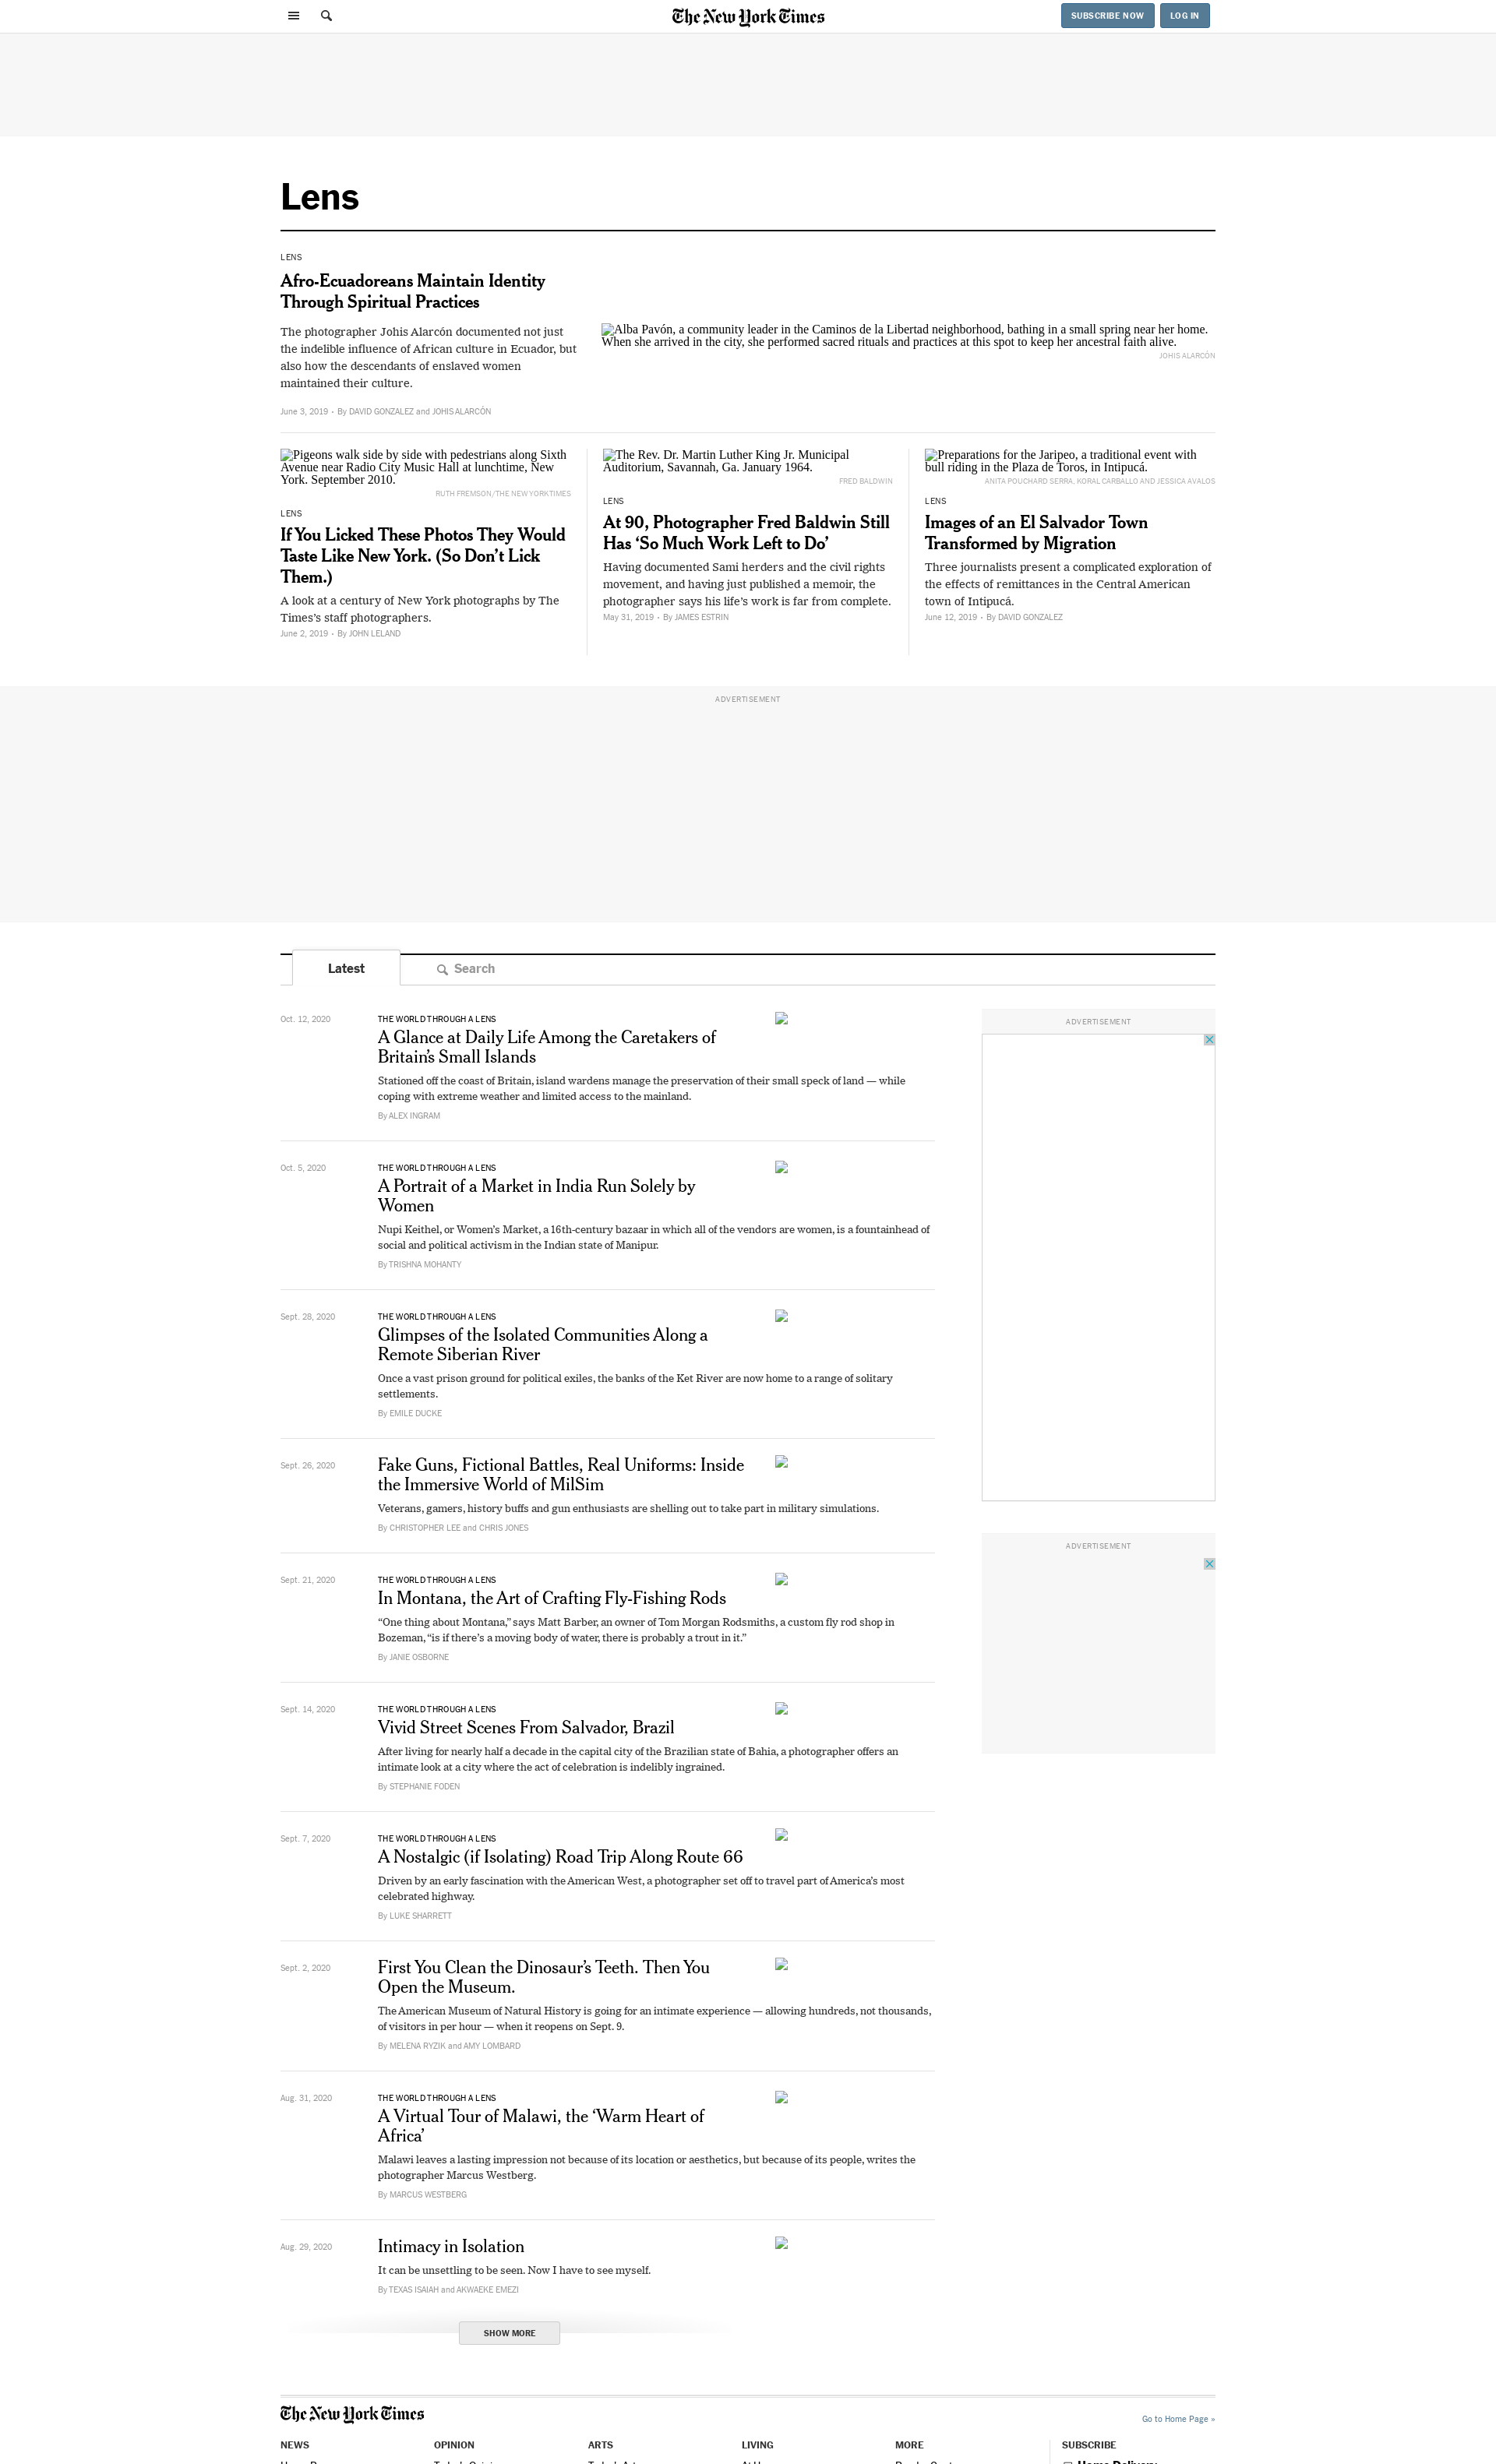 The New York Times
SUBSCRIBE NOW
LOG IN
Lens
LENS
Afro-Ecuadoreans Maintain Identity
Through Spiritual Practices
The photographer Johis Alarcón documented not just
the indelible influence of African culture in Ecuador, but
also how the descendants of enslaved women
maintained their culture.
June 3, 2019 • By DAVID GONZALEZ and JOHIS ALARCÓN
Alba Pavón, a community leader in the Caminos de la Libertad neighborhood, bathing in a small spring near her home.
When she arrived in the city, she performed sacred rituals and practices at this spot to keep her ancestral faith alive.
JOHIS ALARCÓN
Pigeons walk side by side with pedestrians along Sixth
Avenue near Radio City Music Hall at lunchtime, New
York. September 2010.
RUTH FREMSON/THE NEW YORK TIMES
LENS
If You Licked These Photos They Would
Taste Like New York. (So Don’t Lick
Them.)
A look at a century of New York photographs by The
Times’s staff photographers.
June 2, 2019 • By JOHN LELAND
The Rev. Dr. Martin Luther King Jr. Municipal
Auditorium, Savannah, Ga. January 1964.
FRED BALDWIN
LENS
At 90, Photographer Fred Baldwin Still
Has ‘So Much Work Left to Do’
Having documented Sami herders and the civil rights
movement, and having just published a memoir, the
photographer says his life’s work is far from complete.
May 31, 2019 • By JAMES ESTRIN
Preparations for the Jaripeo, a traditional event with
bull riding in the Plaza de Toros, in Intipucá.
ANITA POUCHARD SERRA, KORAL CARBALLO AND JESSICA AVALOS
LENS
Images of an El Salvador Town
Transformed by Migration
Three journalists present a complicated exploration of
the effects of remittances in the Central American
town of Intipucá.
June 12, 2019 • By DAVID GONZALEZ
ADVERTISEMENT
Latest
Search
Oct. 12, 2020
THE WORLD THROUGH A LENS
A Glance at Daily Life Among the Caretakers of
Britain’s Small Islands
Stationed off the coast of Britain, island wardens manage the preservation of their small speck of land — while
coping with extreme weather and limited access to the mainland.
By ALEX INGRAM
ADVERTISEMENT
Oct. 5, 2020
THE WORLD THROUGH A LENS
A Portrait of a Market in India Run Solely by
Women
Nupi Keithel, or Women’s Market, a 16th-century bazaar in which all of the vendors are women, is a fountainhead of
social and political activism in the Indian state of Manipur.
By TRISHNA MOHANTY
Sept. 28, 2020
THE WORLD THROUGH A LENS
Glimpses of the Isolated Communities Along a
Remote Siberian River
Once a vast prison ground for political exiles, the banks of the Ket River are now home to a range of solitary
settlements.
By EMILE DUCKE
Sept. 26, 2020
Fake Guns, Fictional Battles, Real Uniforms: Inside
the Immersive World of MilSim
Veterans, gamers, history buffs and gun enthusiasts are shelling out to take part in military simulations.
By CHRISTOPHER LEE and CHRIS JONES
ADVERTISEMENT
Sept. 21, 2020
THE WORLD THROUGH A LENS
In Montana, the Art of Crafting Fly-Fishing Rods
“One thing about Montana,” says Matt Barber, an owner of Tom Morgan Rodsmiths, a custom fly rod shop in
Bozeman, “is if there’s a moving body of water, there is probably a trout in it.”
By JANIE OSBORNE
Sept. 14, 2020
THE WORLD THROUGH A LENS
Vivid Street Scenes From Salvador, Brazil
After living for nearly half a decade in the capital city of the Brazilian state of Bahia, a photographer offers an
intimate look at a city where the act of celebration is indelibly ingrained.
By STEPHANIE FODEN
Sept. 7, 2020
THE WORLD THROUGH A LENS
A Nostalgic (if Isolating) Road Trip Along Route 66
Driven by an early fascination with the American West, a photographer set off to travel part of America’s most
celebrated highway.
By LUKE SHARRETT
Sept. 2, 2020
First You Clean the Dinosaur’s Teeth. Then You
Open the Museum.
The American Museum of Natural History is going for an intimate experience — allowing hundreds, not thousands,
of visitors in per hour — when it reopens on Sept. 9.
By MELENA RYZIK and AMY LOMBARD
Aug. 31, 2020
THE WORLD THROUGH A LENS
A Virtual Tour of Malawi, the ‘Warm Heart of
Africa’
Malawi leaves a lasting impression not because of its location or aesthetics, but because of its people, writes the
photographer Marcus Westberg.
By MARCUS WESTBERG
Aug. 29, 2020
Intimacy in Isolation
It can be unsettling to be seen. Now I have to see myself.
By TEXAS ISAIAH and AKWAEKE EMEZI
SHOW MORE
The New York Times
Go to Home Page »
NEWS
OPINION
ARTS
LIVING
MORE
SUBSCRIBE